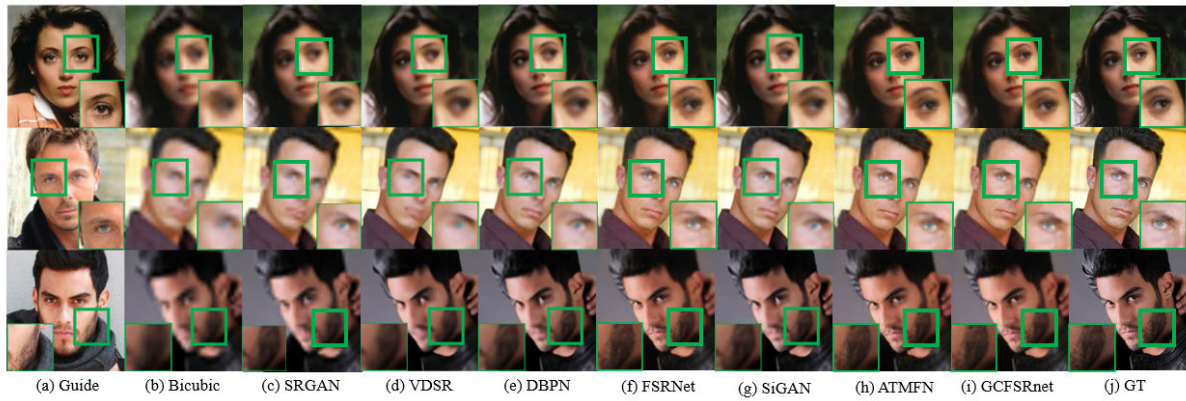 (a) Guide (b) Bicubic (c) SRGAN (d) VDSR (e) DBPN (f) FSRNet (g) SiGAN (h) ATMFN (i) GCFSRnet (j) GT